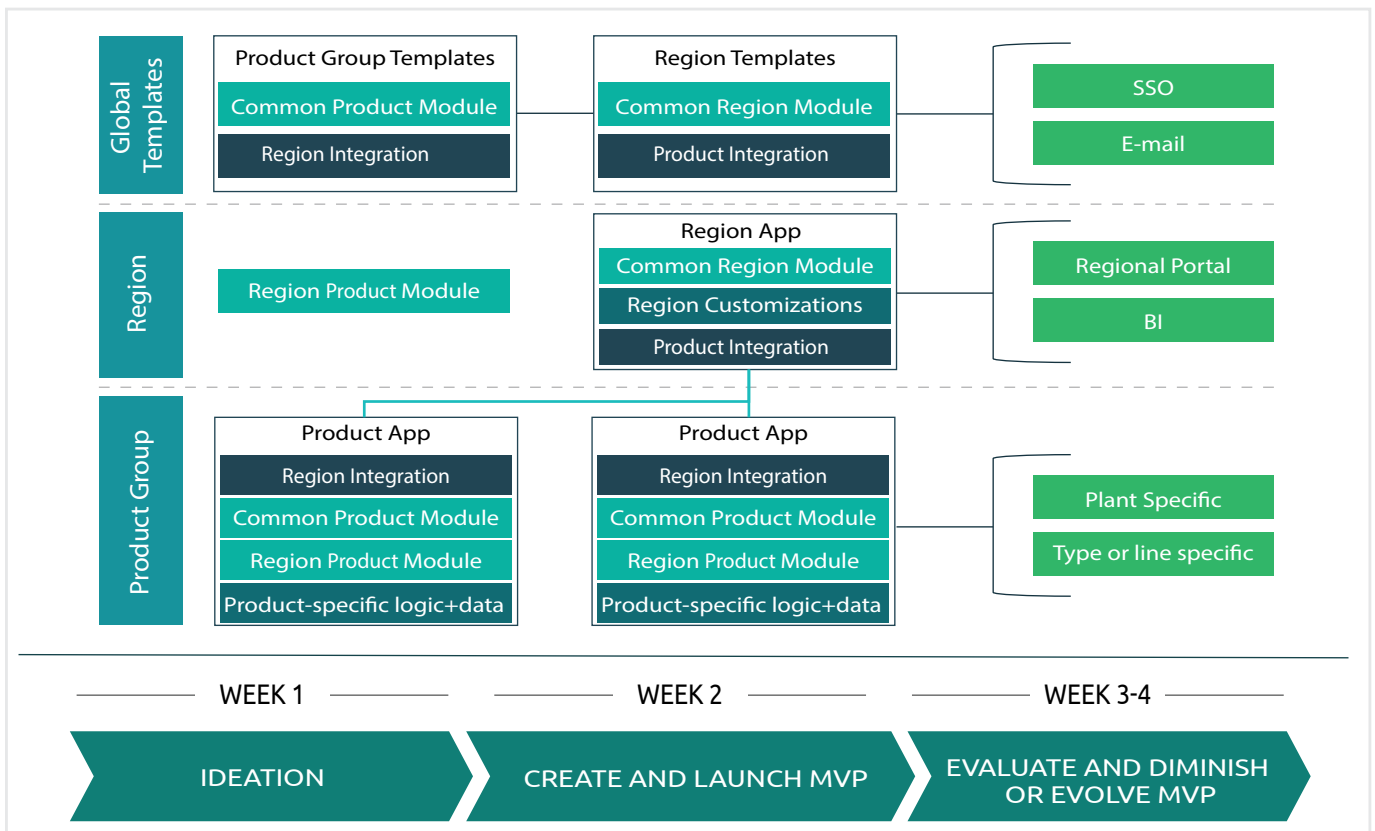 Global
Templates
Product Group Templates
Common Product Module
Region Integration
Region Templates
Common Region Module
Product Integration
SSO
E-mail
Region
Region Product Module
Region App
Common Region Module
Region Customizations
Product Integration
Regional Portal
BI
Product Group
Product App
Region Integration
Common Product Module
Region Product Module
Product-specific logic+data
Product App
Region Integration
Common Product Module
Region Product Module
Product-specific logic+data
Plant Specific
Type or line specific
WEEK 1
WEEK 2
WEEK 3-4
IDEATION
CREATE AND LAUNCH MVP
EVALUATE AND DIMINISH
OR EVOLVE MVP